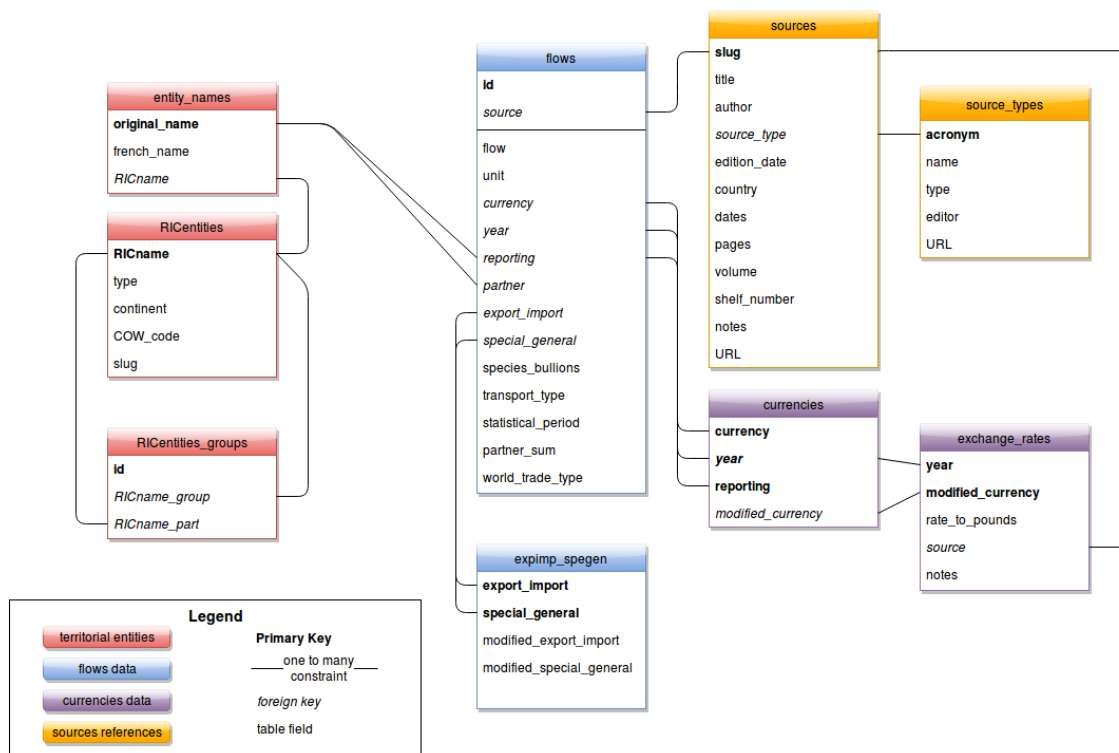 entity_names
original_name
french_name
RICname
RICentities
RICname
type
continent
COW_code
slug
RICentities_groups
id
RICname_group
RICname_part
flows
id
source
flow
unit
currency
year
reporting
partner
export_import
special_general
species_bullions
transport_type
statistical_period
partner_sum
world_trade_type
expimp_spegen
export_import
special_general
modified_export_import
modified_special_general
sources
slug
title
author
source_type
edition_date
country
dates
pages
volume
shelf_number
notes
URL
source_types
acronym
name
type
editor
URL
currencies
currency
year
reporting
modified_currency
exchange_rates
year
modified_currency
rate_to_pounds
source
notes
Legend
territorial entities
Primary Key
flows data
one to many
constraint
currencies data
foreign key
sources references
table field